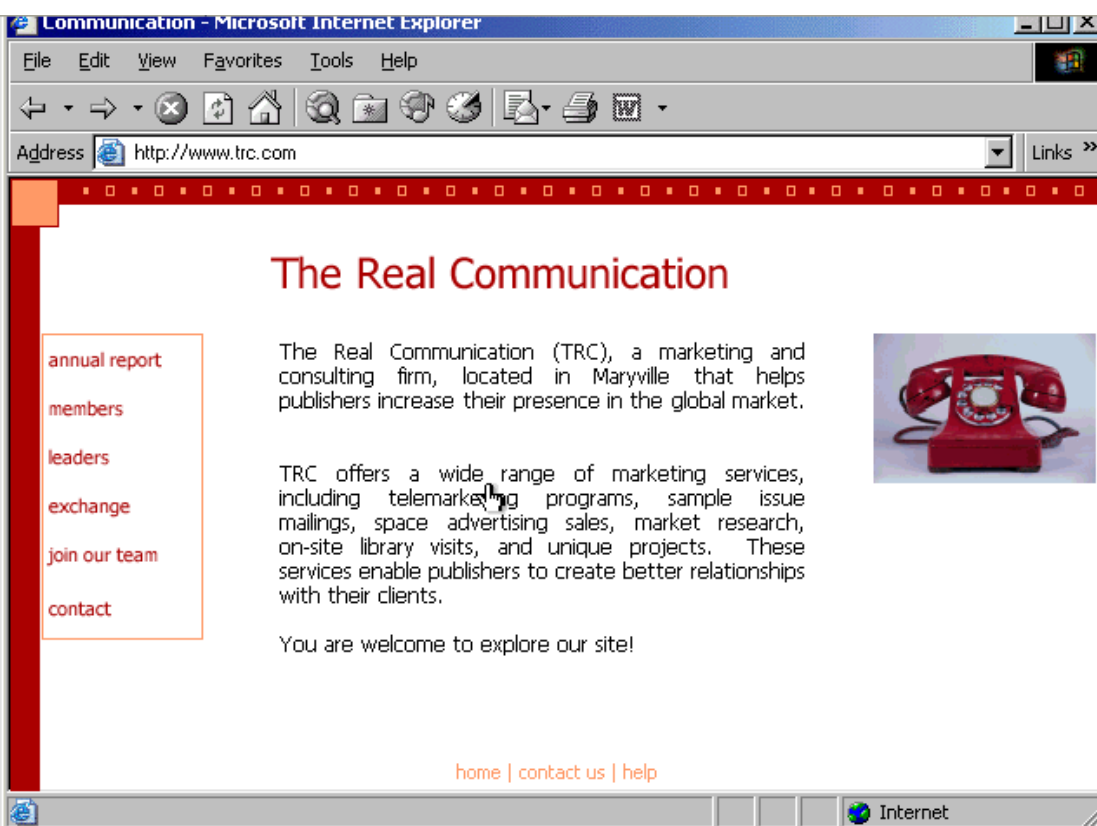 Communication - Microsoft Internet Explorer
File Edit View Favorites Tools Help
Address http://www.trc.com Links »
The Real Communication
annual report
members
leaders
exchange
join our team
contact
The Real Communication (TRC), a marketing and
consulting firm, located in Maryville that helps
publishers increase their presence in the global market.
TRC offers a wide range of marketing services,
including telemarketing programs, sample issue
mailings, space advertising sales, market research,
on-site library visits, and unique projects. These
services enable publishers to create better relationships
with their clients.
You are welcome to explore our site!
home | contact us | help
Internet